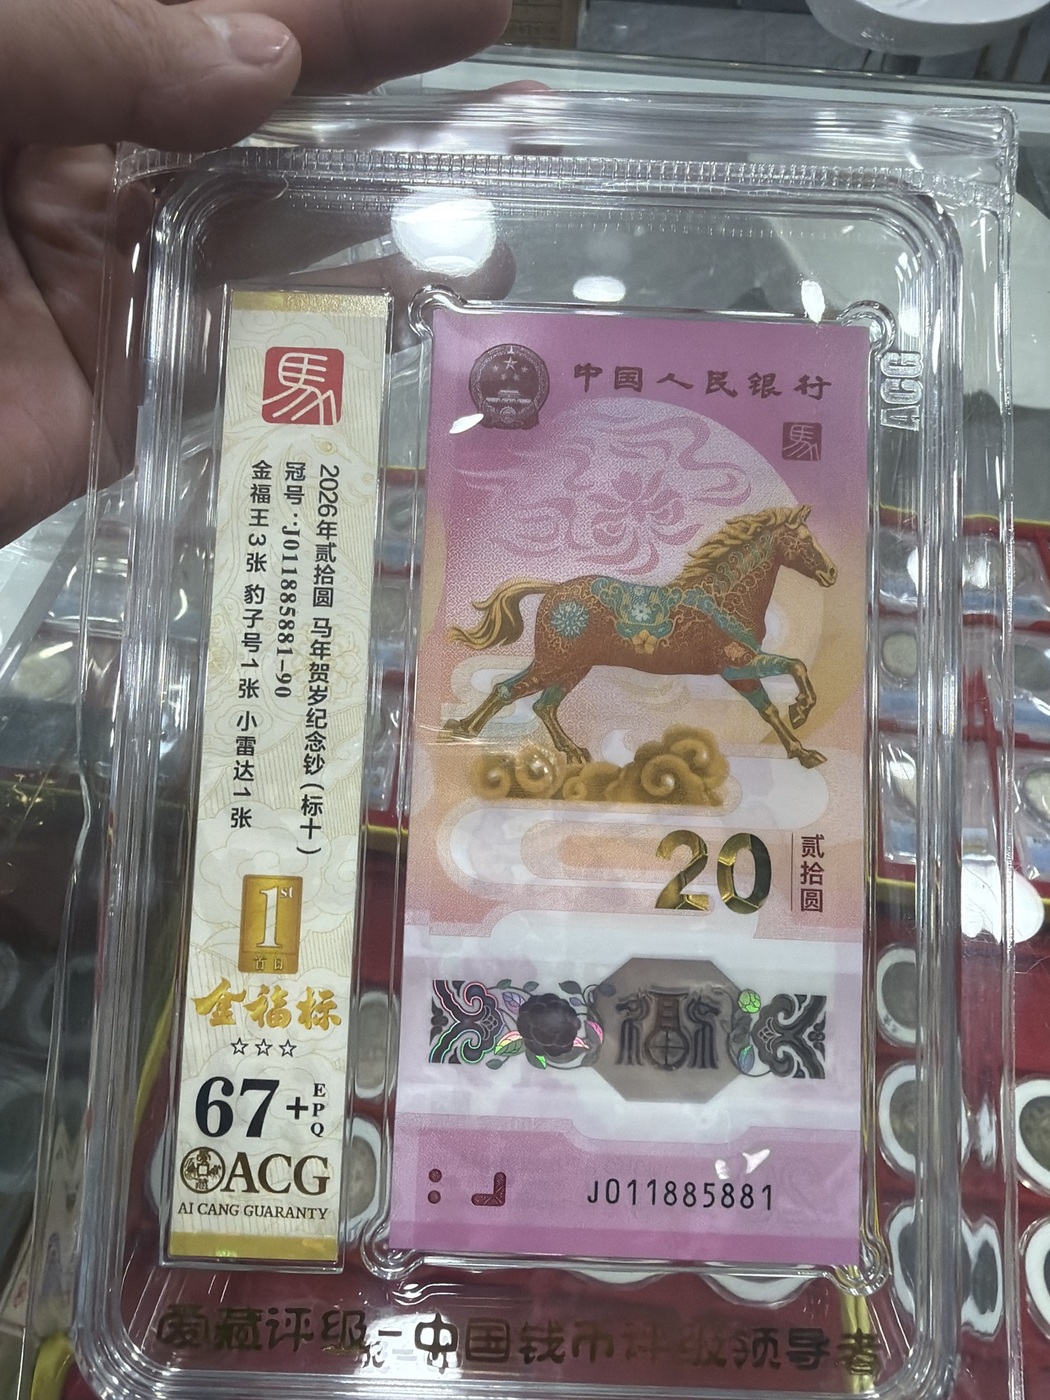 馬
2026年贰拾圆 马年贺岁纪念钞(标十)
冠号:J011885881-90
金福王3张 豹子号1张 小雷达1张
1ST
首日
金福标
☆☆☆
67+
EPQ
ACG
AI CANG GUARANTY
中国人民银行
馬
20
贰拾圆
福
J011885881
ACG
爱藏评级-中国钱币评级领导者